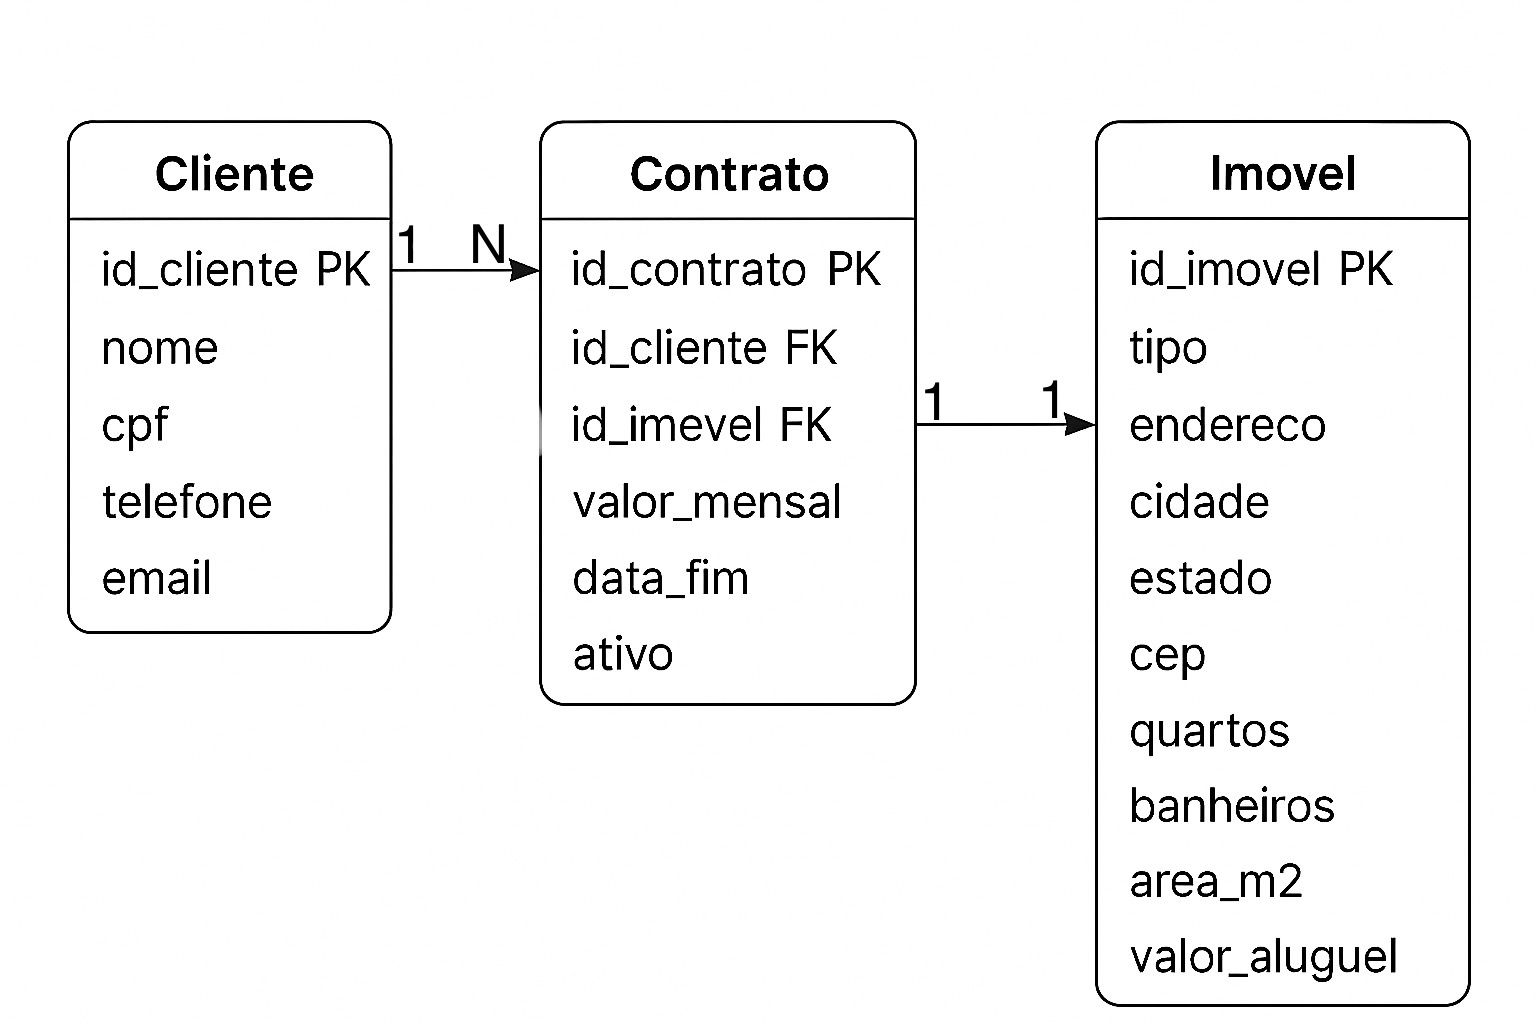 Cliente
id_cliente PK
nome
cpf
telefone
email
1 N
Contrato
id_contrato PK
id_cliente FK
id_imevel FK
valor_mensal
data_fim
ativo
1 1
Imovel
id_imovel PK
tipo
endereco
cidade
estado
cep
quartos
banheiros
area_m2
valor_aluguel